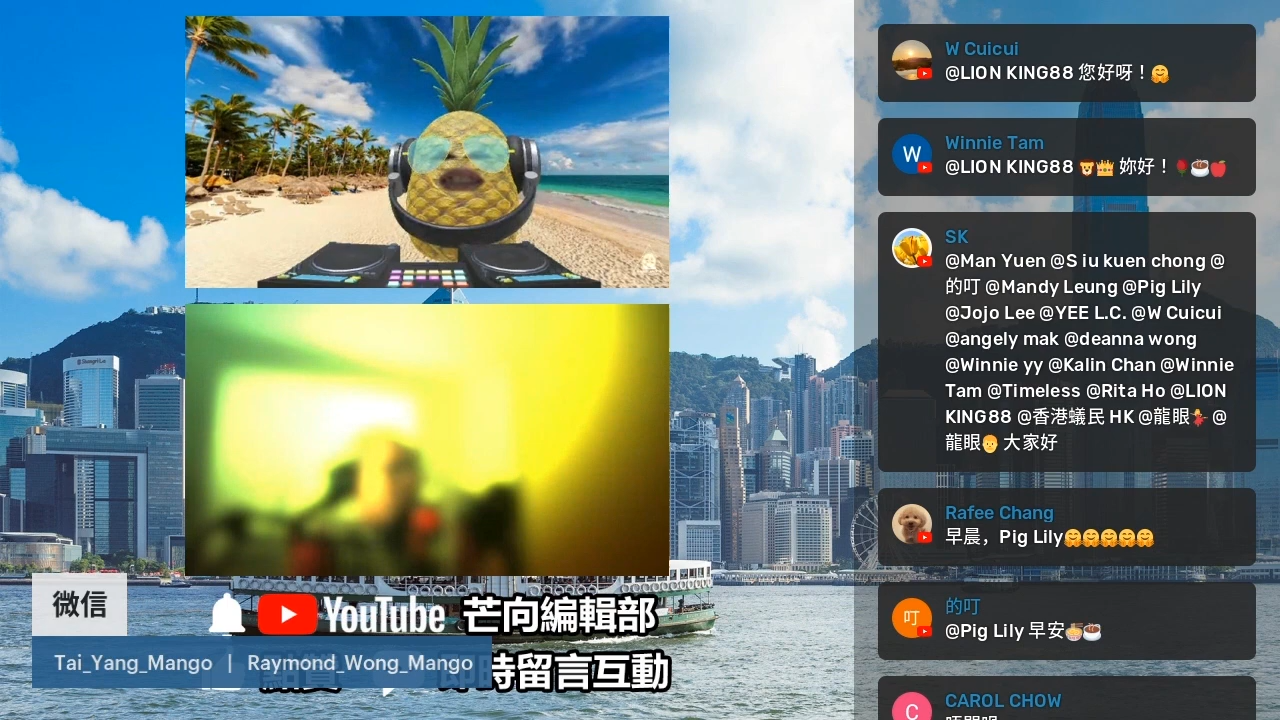 W Cuicui
@LION KING88 您好呀！🤗
Winnie Tam
@LION KING88 🦁👑 妳好！🌹☕🍎
SK
@Man Yuen @S iu kuen chong @
的叮 @Mandy Leung @Pig Lily
@Jojo Lee @YEE L.C. @W Cuicui
@angely mak @deanna wong
@Winnie yy @Kalin Chan @Winnie
Tam @Timeless @Rita Ho @LION
KING88 @香港蟻民 HK @龍眼💃 @
龍眼👴 大家好
Rafee Chang
早晨，Pig Lily🤗🤗🤗🤗🤗
的叮
@Pig Lily 早安🍜☕
CAROL CHOW
W
叮
C
Shangri-La
微信
YouTube 芒向編輯部
Tai_Yang_Mango | Raymond_Wong_Mango
即時留言互動